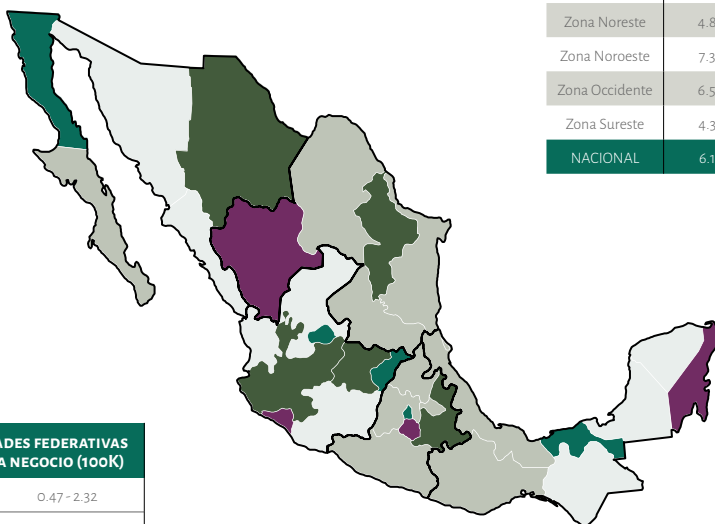 Zona Noreste 4.8
Zona Noroeste 7.3
Zona Occidente 6.5
Zona Sureste 4.3
NACIONAL 6.1
ADES FEDERATIVAS
A NEGOCIO (100K)
0.47 - 2.32